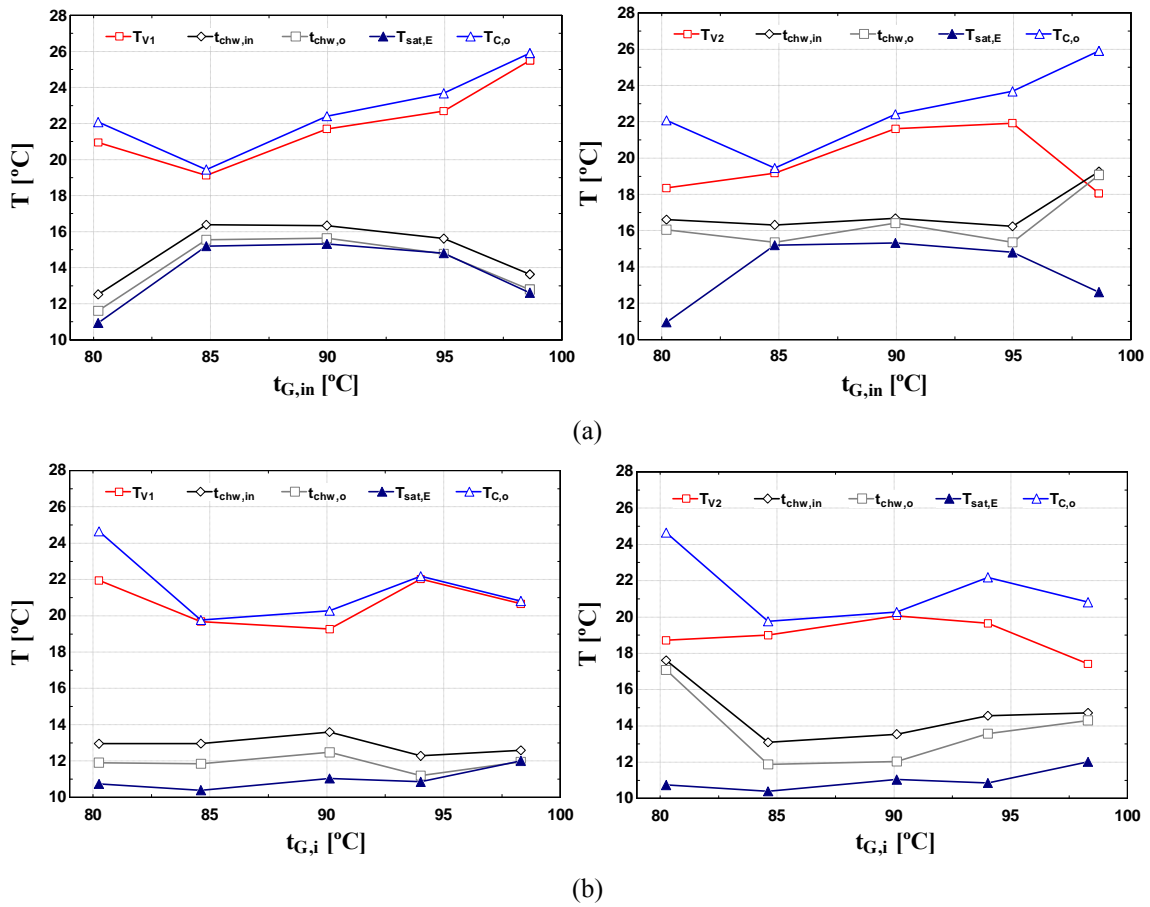 28
26
24
22
20
18
16
14
12
10
T [ºC]
T_V1 t_chw,in t_chw,o T_sat,E T_C,o
80 85 90 95 100
t_G,in [ºC]
28
26
24
22
20
18
16
14
12
10
T [ºC]
T_V2 t_chw,in t_chw,o T_sat,E T_C,o
80 85 90 95 100
t_G,in [ºC]
(a)
28
26
24
22
20
18
16
14
12
10
T [ºC]
T_V1 t_chw,in t_chw,o T_sat,E T_C,o
80 85 90 95 100
t_G,i [ºC]
28
26
24
22
20
18
16
14
12
10
T [ºC]
T_V2 t_chw,in t_chw,o T_sat,E T_C,o
80 85 90 95 100
t_G,i [ºC]
(b)